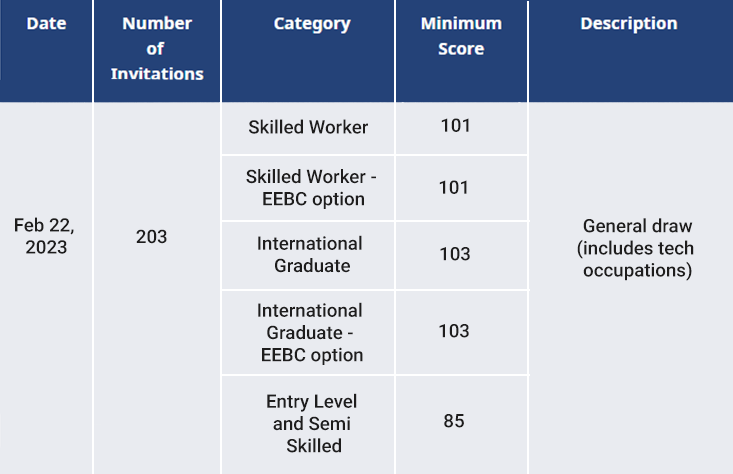 Date
Number
of
Invitations
Category
Minimum
Score
Description
Feb 22,
2023
203
Skilled Worker
101
Skilled Worker -
EEBC option
101
International
Graduate
103
International
Graduate -
EEBC option
103
Entry Level
and Semi
Skilled
85
General draw
(includes tech
occupations)